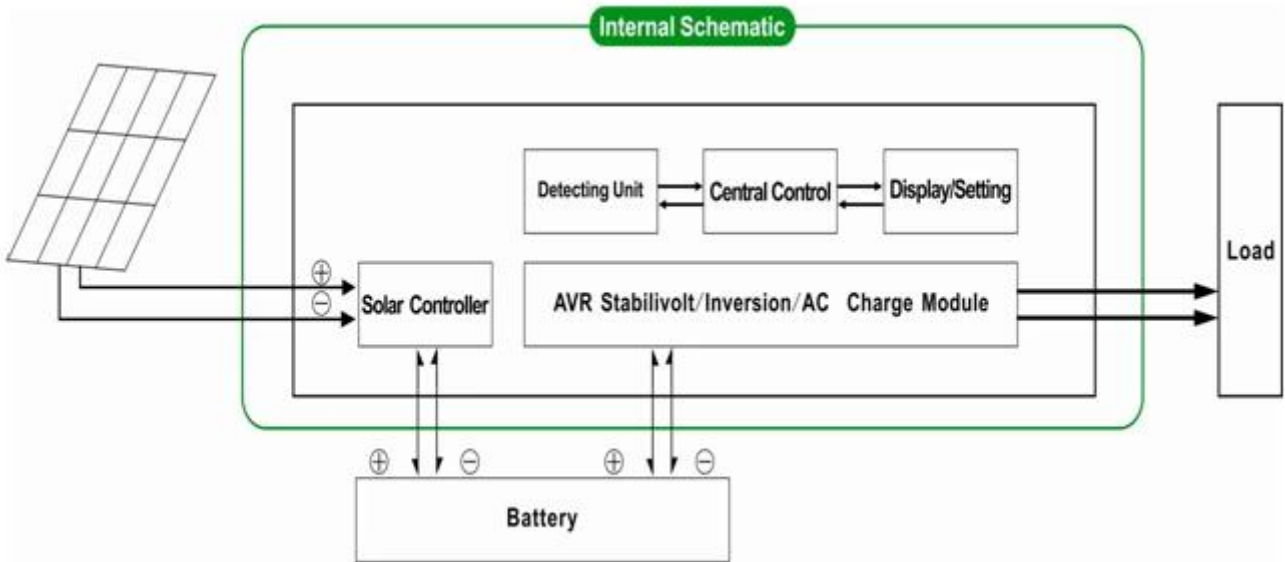 Internal Schematic
Detecting Unit
Central Control
Display/Setting
Load
⊕
⊖
Solar Controller
AVR Stabilivolt/Inversion/AC Charge Module
⊕ ⊖ ⊕ ⊖
Battery